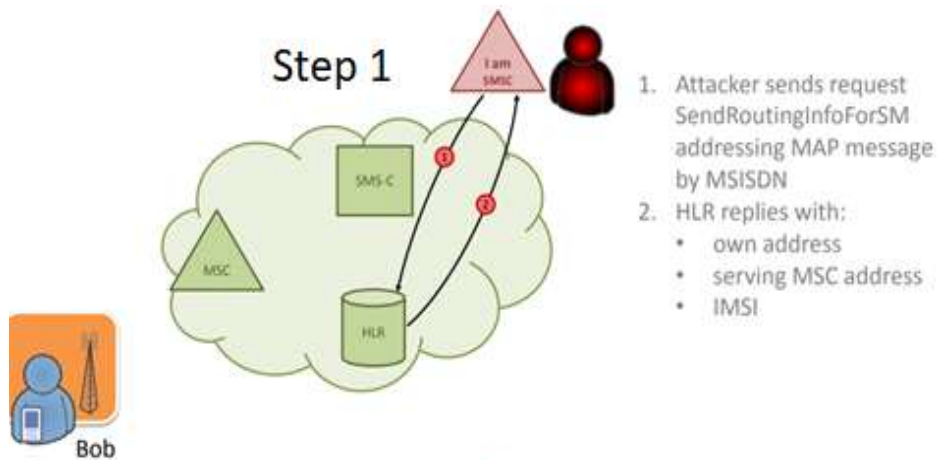 Step 1
I am
SMSC
1
2
SMS-C
MSC
HLR
Bob
1. Attacker sends request
SendRoutingInfoForSM
addressing MAP message
by MSISDN
2. HLR replies with:
• own address
• serving MSC address
• IMSI